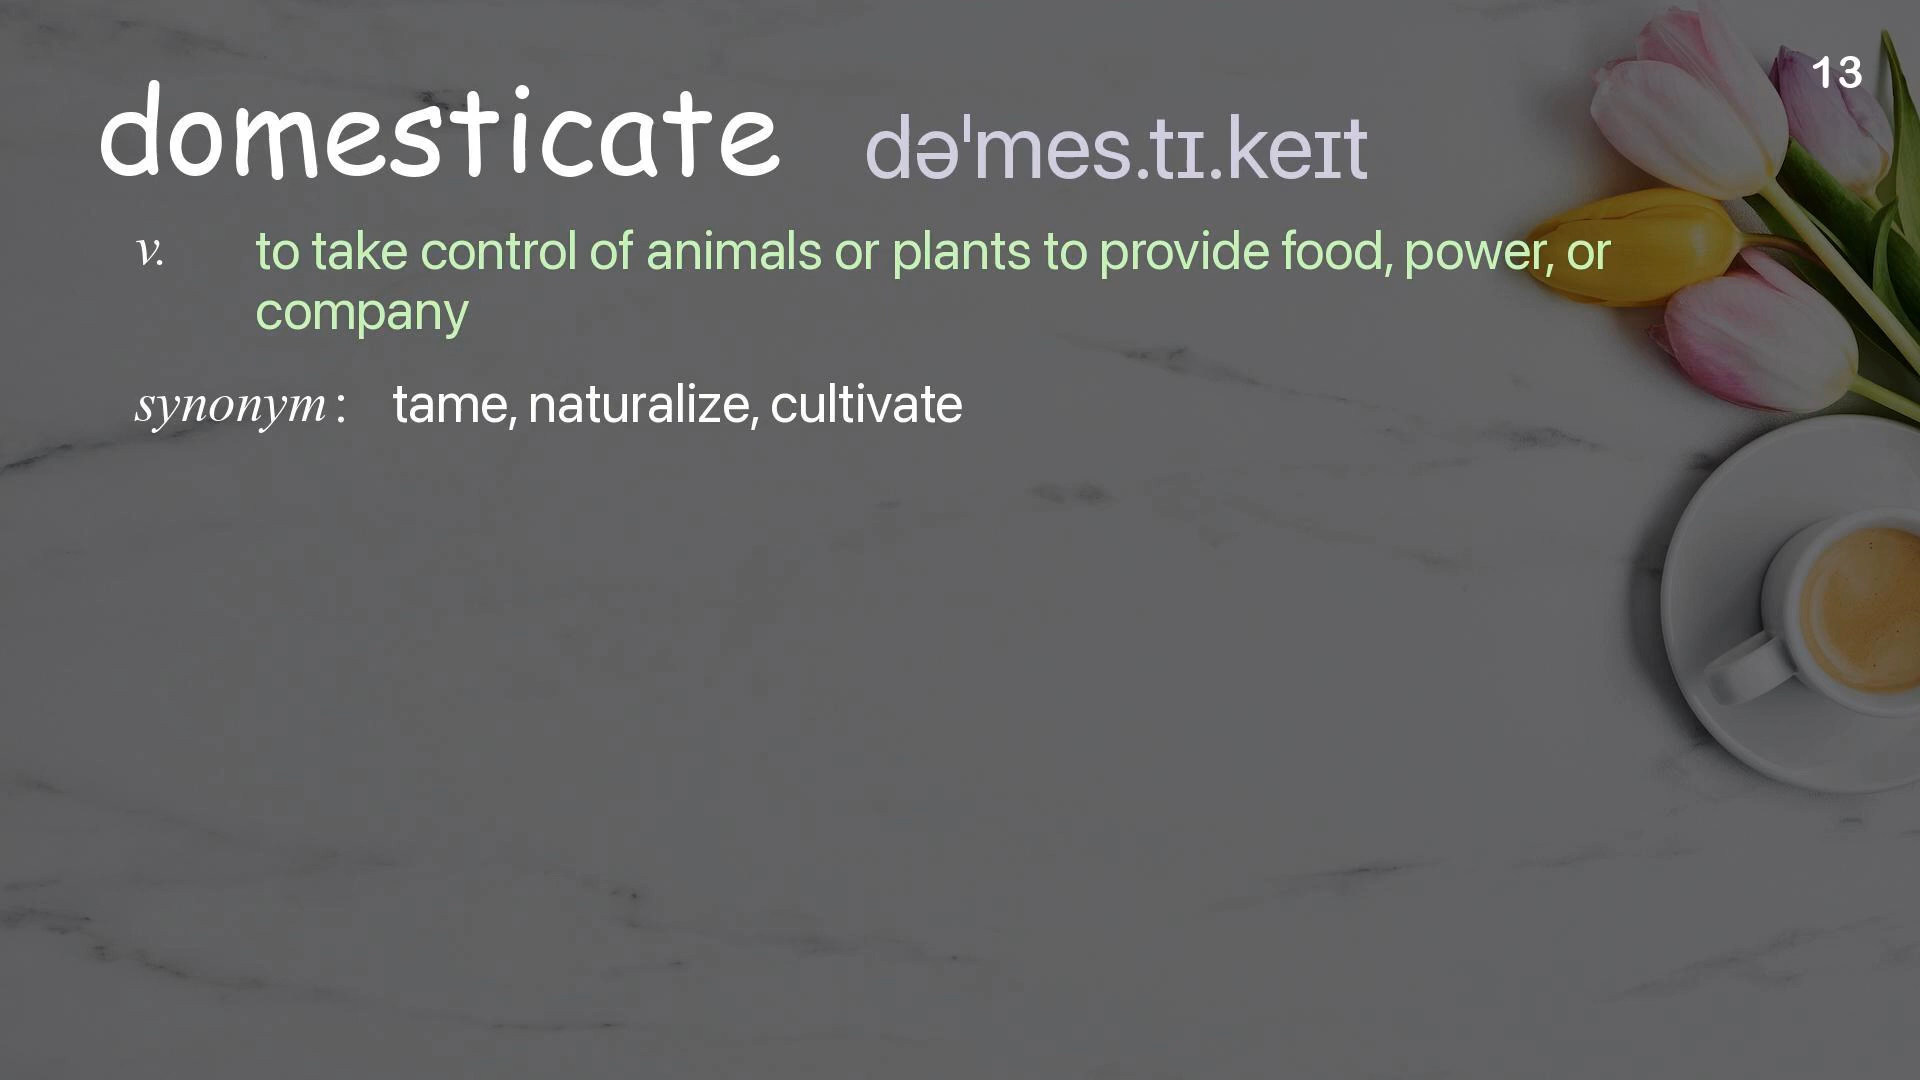 13
domesticate dəˈmes.tɪ.keɪt
v. to take control of animals or plants to provide food, power, or
company
synonym : tame, naturalize, cultivate